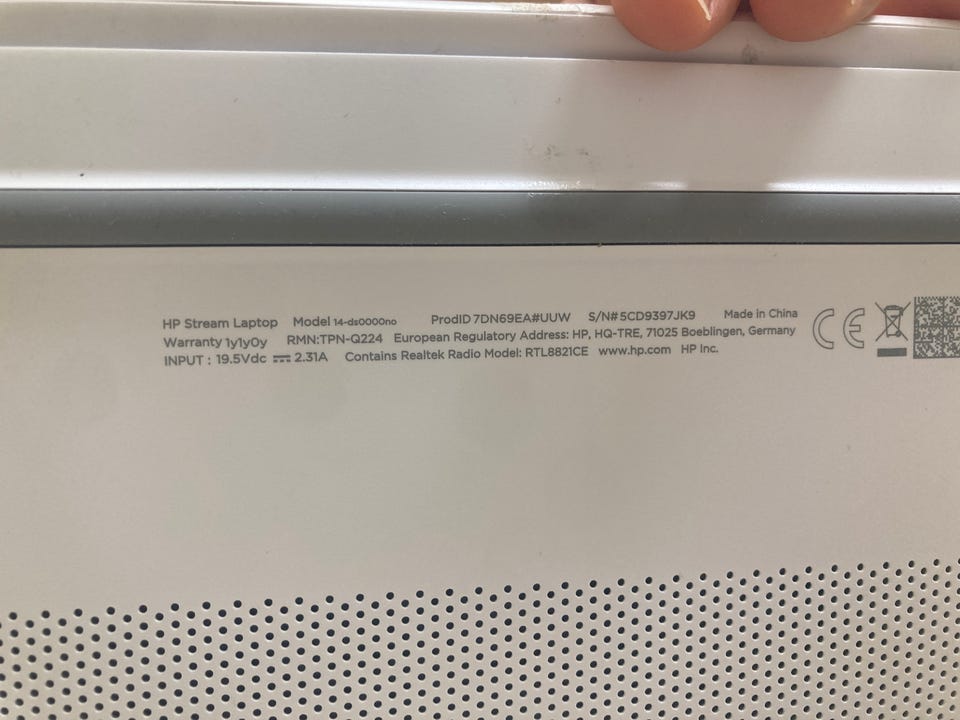 HP Stream Laptop Model 14-ds0000no ProdID 7DN69EA#UUW S/N# 5CD9397JK9 Made in China
Warranty 1y1y0y RMN:TPN-Q224 European Regulatory Address: HP, HQ-TRE, 71025 Boeblingen, Germany
INPUT : 19.5Vdc ⎓ 2.31A Contains Realtek Radio Model: RTL8821CE www.hp.com HP Inc.
CE